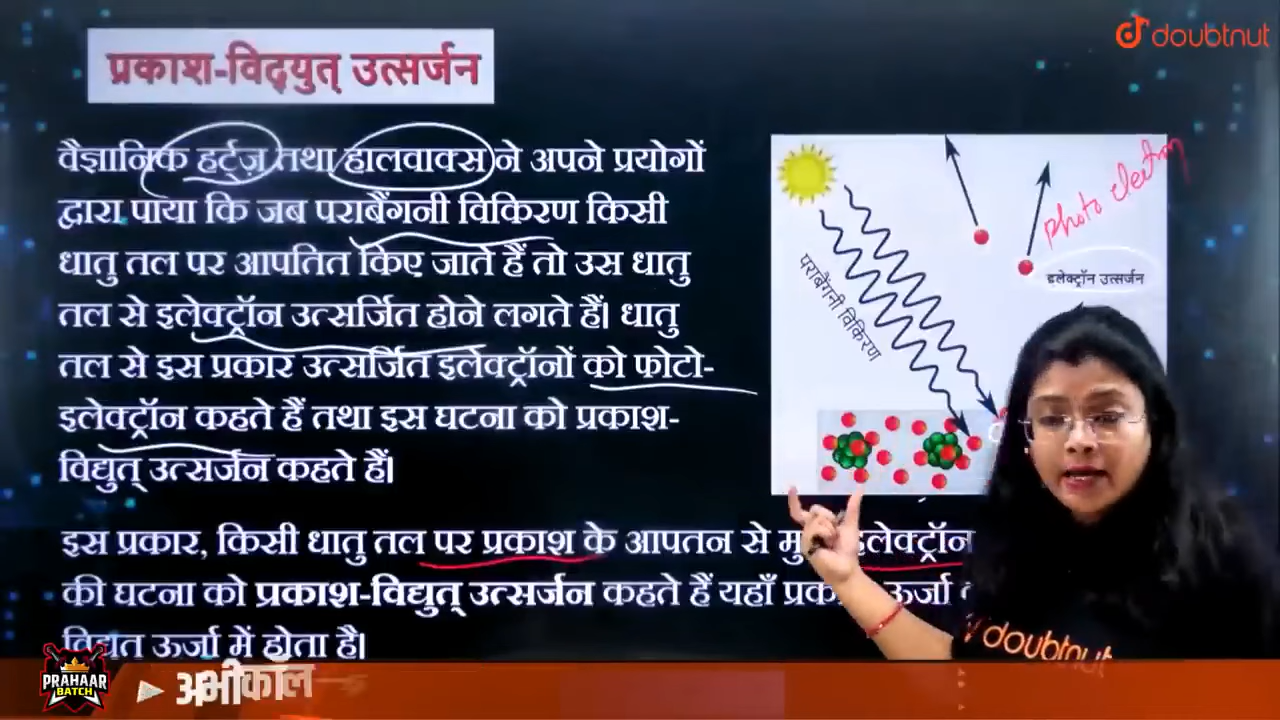 doubtnut
प्रकाश-विद्युत् उत्सर्जन
वैज्ञानिक हर्ट्ज़ तथा हालवाक्स ने अपने प्रयोगों
द्वारा पाया कि जब पराबैंगनी विकिरण किसी
धातु तल पर आपतित किए जाते हैं तो उस धातु
तल से इलेक्ट्रॉन उत्सर्जित होने लगते हैं। धातु
तल से इस प्रकार उत्सर्जित इलेक्ट्रॉनों को फोटो-
इलेक्ट्रॉन कहते हैं तथा इस घटना को प्रकाश-
विद्युत् उत्सर्जन कहते हैं।
photo electron
इलेक्ट्रॉन उत्सर्जन
पराबैंगनी विकिरण
इस प्रकार, किसी धातु तल पर प्रकाश के आपतन से इलेक्ट्रॉन
की घटना को प्रकाश-विद्युत् उत्सर्जन कहते हैं यहाँ ऊर्जा
विद्युत ऊर्जा में होता है।
doubtnut
PRAHAAR
BATCH
अभी कॉल